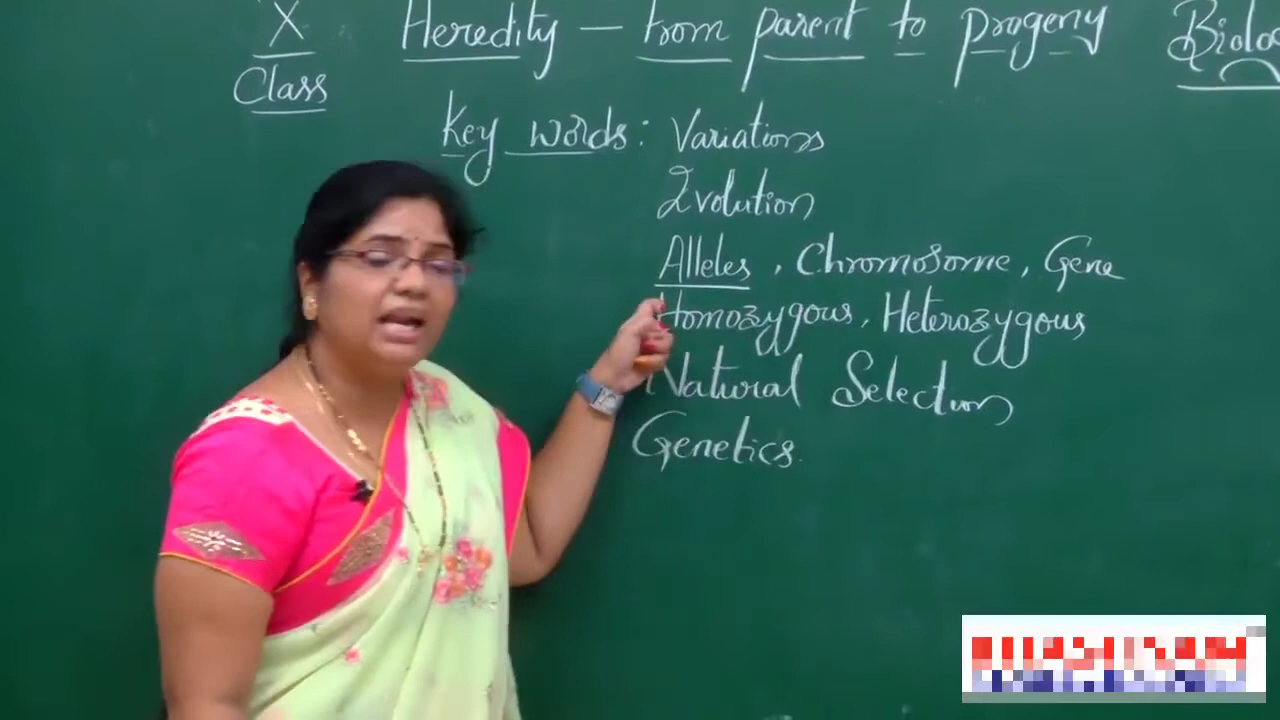 X Class
Heredity – from parent to progeny
Key words: Variations
Evolution
Alleles, Chromosome, Gene
Homozygous, Heterozygous
Natural Selection
Genetics.